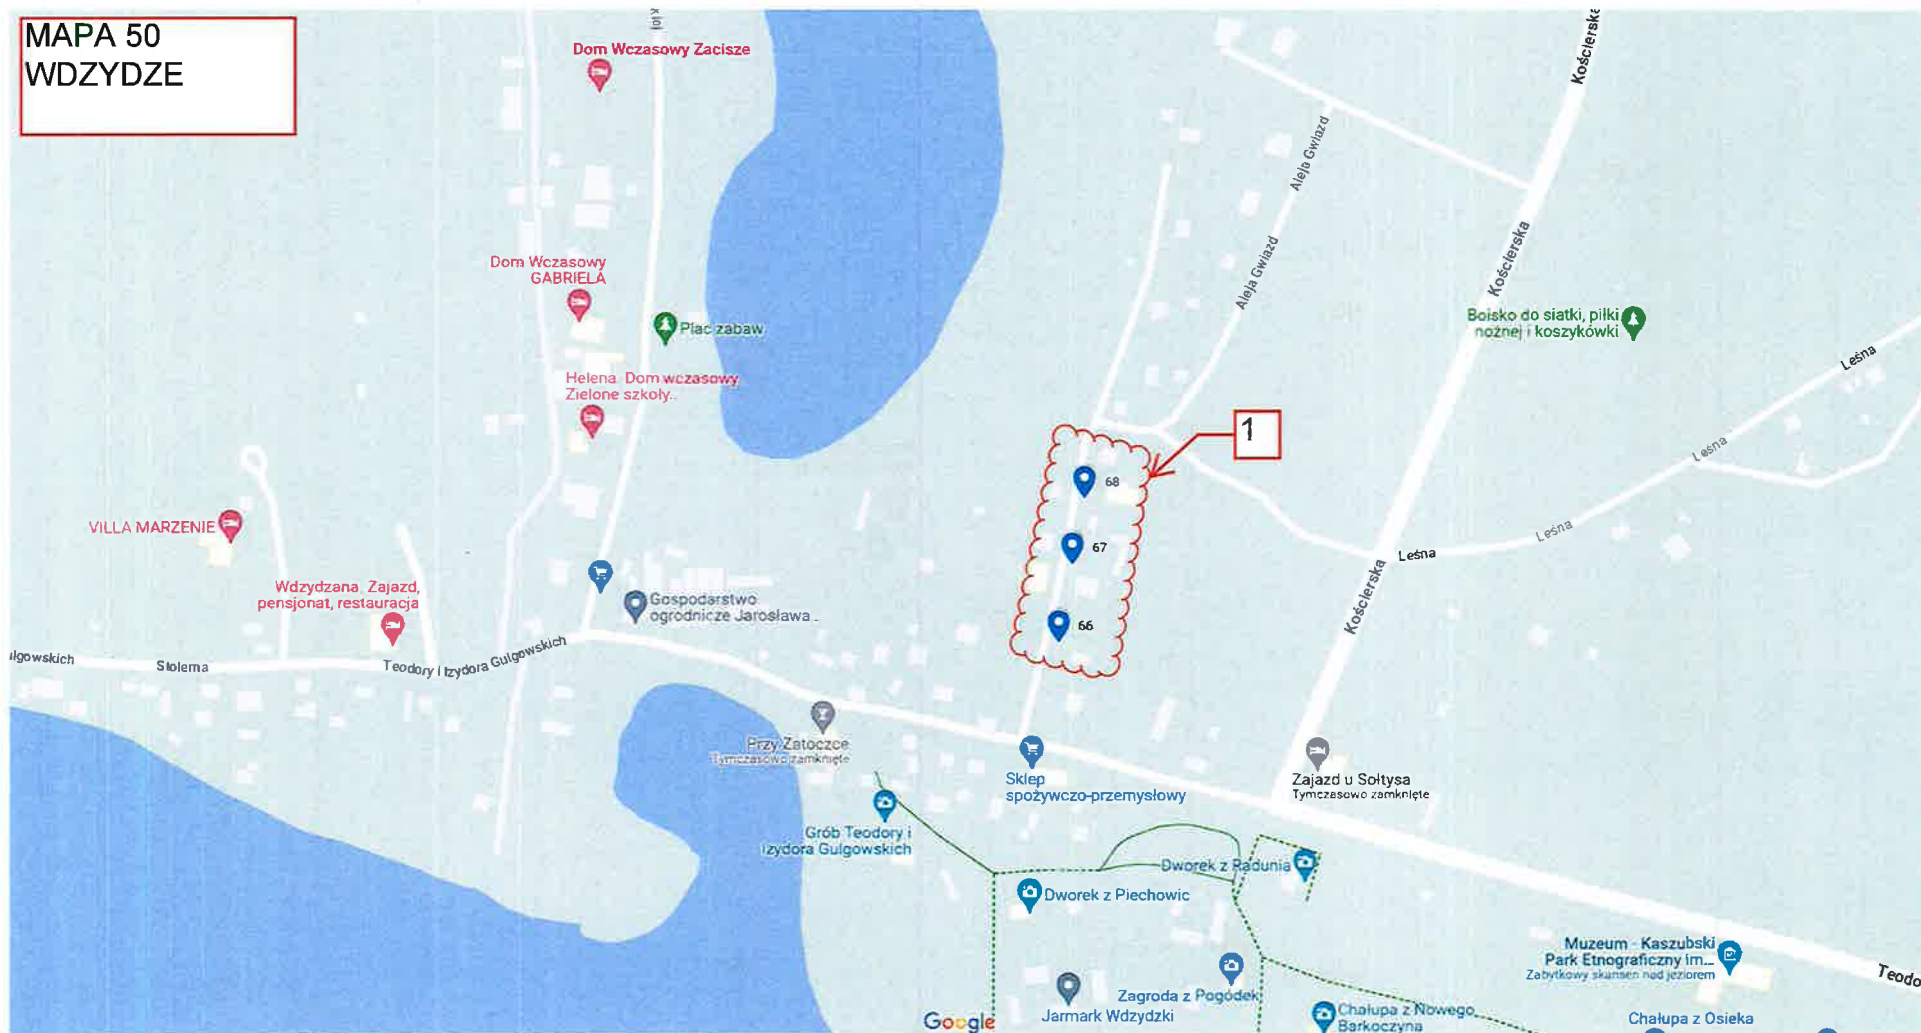 MAPA 50
WDZYDZE
Dom Wczasowy Zacisze
Kościerska
Aleja Gwiazd
Dom Wczasowy
GABRIELA
Aleja Gwiazd
Kościerska
Plac zabaw
Boisko do siatki, piłki
nożnej i koszykówki
Leśna
Helena. Dom wczasowy
Zielone szkoły..
1
Leśna
68
VILLA MARZENIE
67
Leśna
Leśna
Kościerska
Wdzydzana. Zajazd,
pensjonat, restauracja
Gospodarstwo
ogrodnicze Jarosława..
66
ulgowskich
Stolema
Teodory i Izydora Gulgowskich
Przy Zatoczce
Tymczasowo zamknięte
Sklep
spożywczo-przemysłowy
Zajazd u Sołtysa
Tymczasowo zamknięte
Grób Teodory i
Izydora Gulgowskich
Dworek z Radunia
Dworek z Piechowic
Muzeum - Kaszubski
Park Etnograficzny im...
Zabytkowy skansen nad jeziorem
Teodo
Zagroda z Pogódek
Jarmark Wdzydzki
Google
Chałupa z Nowego
Barkoczyna
Chałupa z Osieka